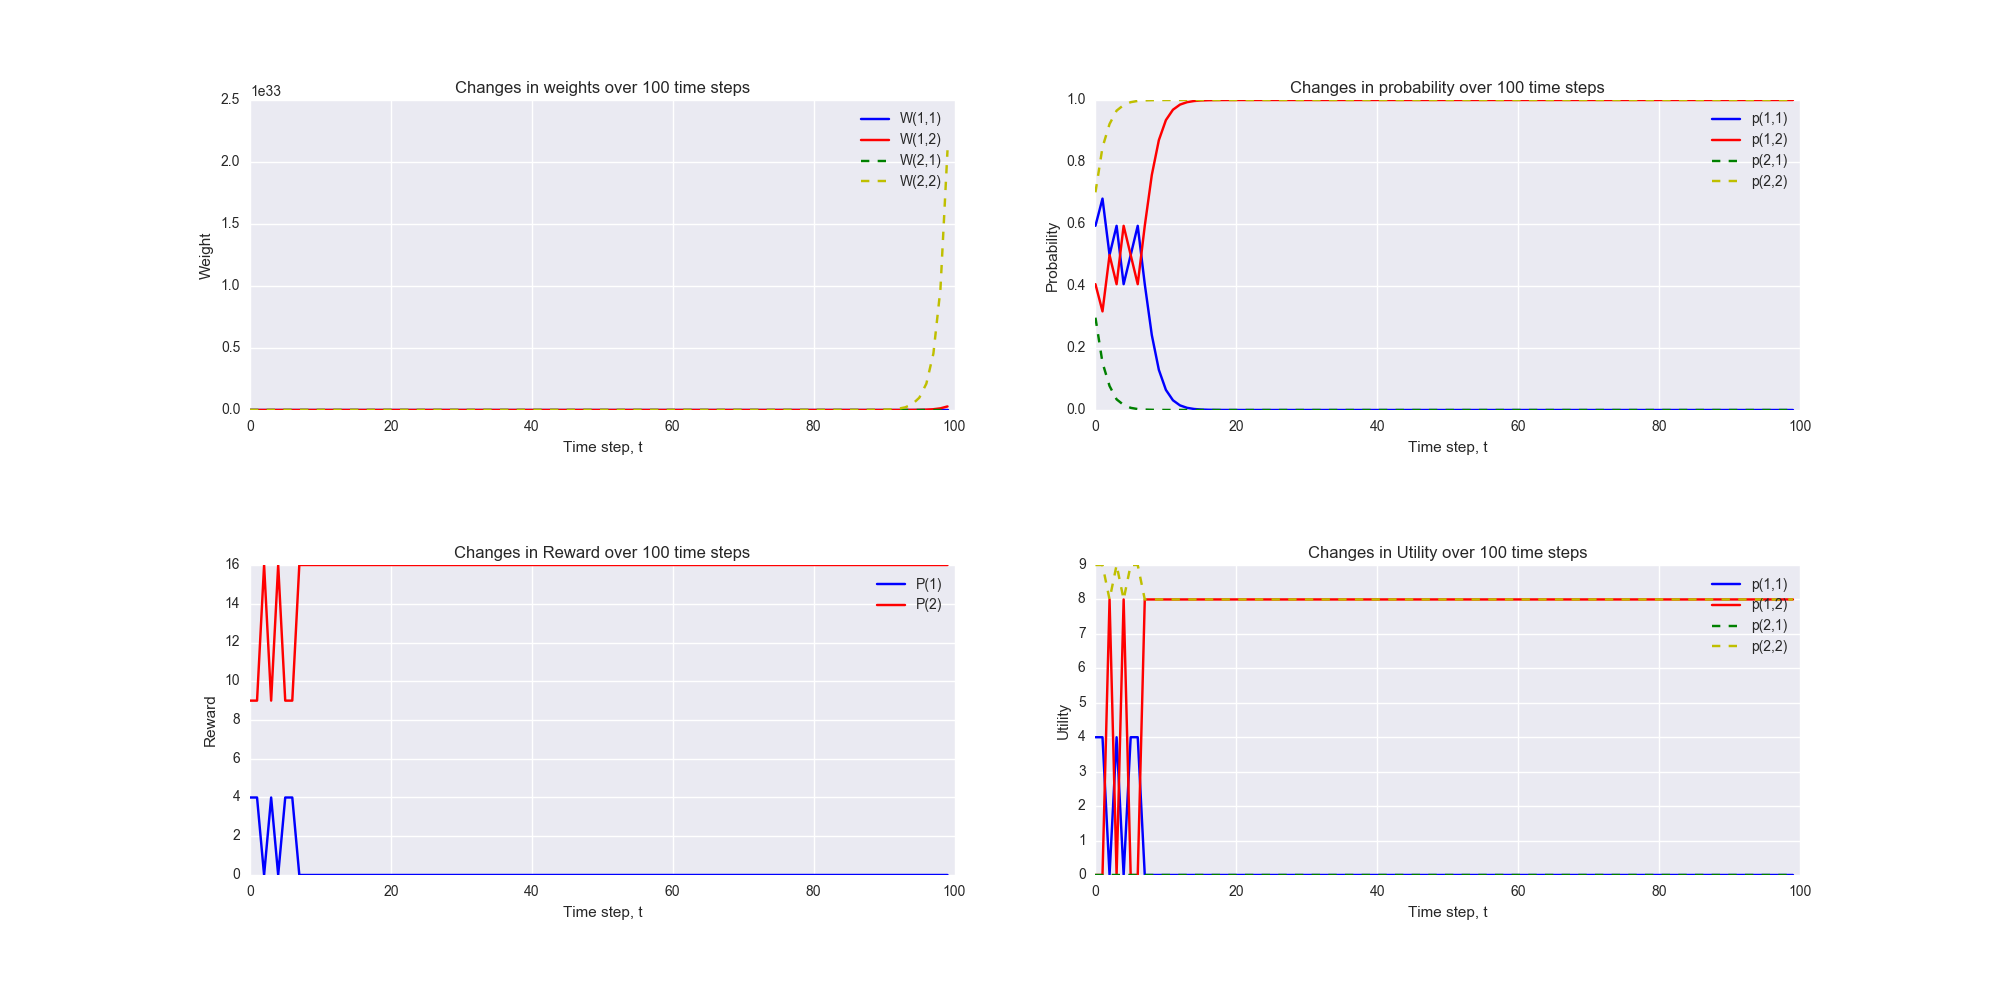 Changes in weights over 100 time steps
1e33
2.5
2.0
1.5
1.0
0.5
0.0
Weight
0 20 40 60 80 100
Time step, t
W(1,1)
W(1,2)
W(2,1)
W(2,2)
Changes in probability over 100 time steps
1.0
0.8
0.6
0.4
0.2
0.0
Probability
0 20 40 60 80 100
Time step, t
p(1,1)
p(1,2)
p(2,1)
p(2,2)
Changes in Reward over 100 time steps
16
14
12
10
8
6
4
2
0
Reward
0 20 40 60 80 100
Time step, t
P(1)
P(2)
Changes in Utility over 100 time steps
9
8
7
6
5
4
3
2
1
0
Utility
0 20 40 60 80 100
Time step, t
p(1,1)
p(1,2)
p(2,1)
p(2,2)